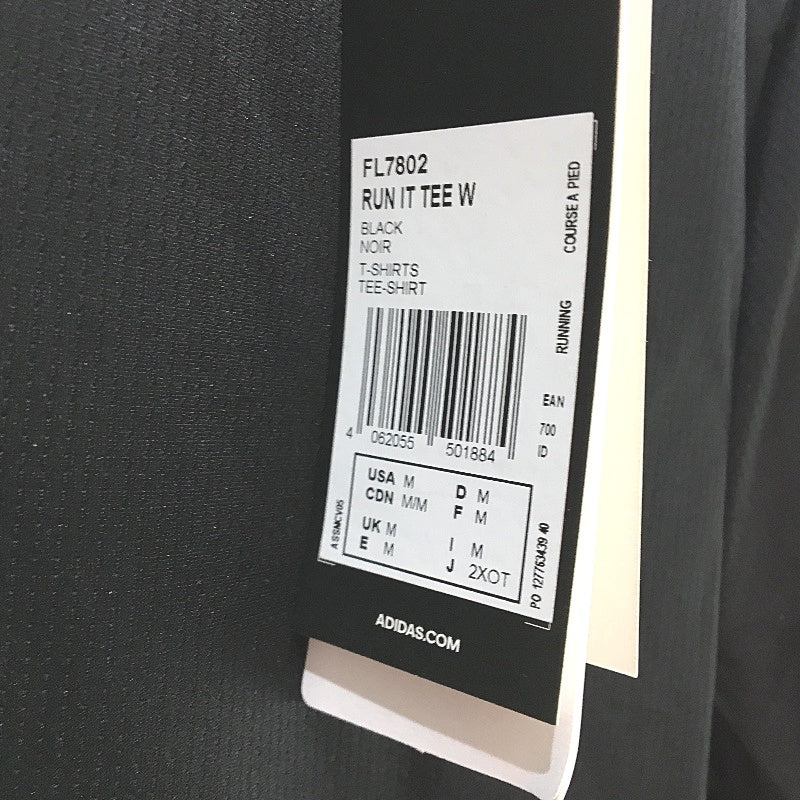 FL7802
RUN IT TEE W
BLACK
NOIR
T-SHIRTS
TEE-SHIRT
COURSE A PIED
RUNNING
EAN
700
ID
4 062055 501884
USA M
CDN M/M
UK M
E M
D M
F M
I M
J 2XOT
ASSMCV05
PO 127763439 40
ADIDAS.COM